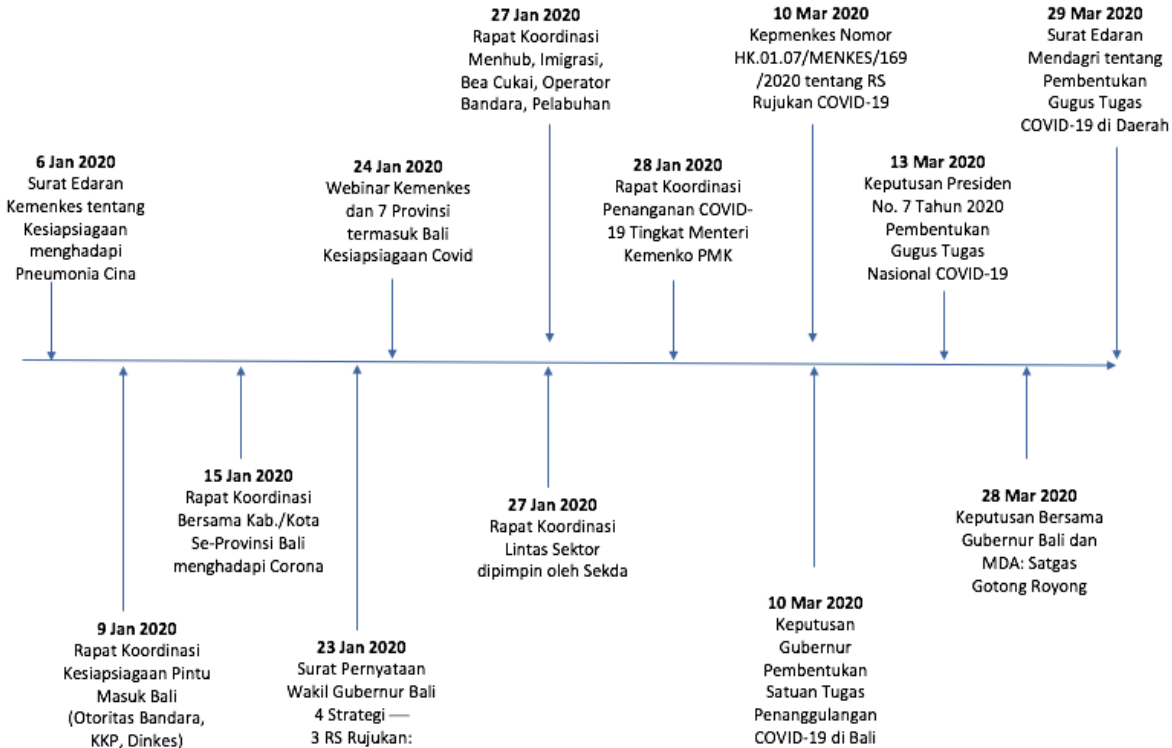 27 Jan 2020
Rapat Koordinasi
Menhub, Imigrasi,
Bea Cukai, Operator
Bandara, Pelabuhan
10 Mar 2020
Kepmenkes Nomor
HK.01.07/MENKES/169
/2020 tentang RS
Rujukan COVID-19
29 Mar 2020
Surat Edaran
Mendagri tentang
Pembentukan
Gugus Tugas
COVID-19 di Daerah
6 Jan 2020
Surat Edaran
Kemenkes tentang
Kesiapsiagaan
menghadapi
Pneumonia Cina
24 Jan 2020
Webinar Kemenkes
dan 7 Provinsi
termasuk Bali
Kesiapsiagaan Covid
28 Jan 2020
Rapat Koordinasi
Penanganan COVID-
19 Tingkat Menteri
Kemenko PMK
13 Mar 2020
Keputusan Presiden
No. 7 Tahun 2020
Pembentukan
Gugus Tugas
Nasional COVID-19
15 Jan 2020
Rapat Koordinasi
Bersama Kab./Kota
Se-Provinsi Bali
menghadapi Corona
27 Jan 2020
Rapat Koordinasi
Lintas Sektor
dipimpin oleh Sekda
28 Mar 2020
Keputusan Bersama
Gubernur Bali dan
MDA: Satgas
Gotong Royong
9 Jan 2020
Rapat Koordinasi
Kesiapsiagaan Pintu
Masuk Bali
(Otoritas Bandara,
KKP, Dinkes)
23 Jan 2020
Surat Pernyataan
Wakil Gubernur Bali
4 Strategi —
3 RS Rujukan:
10 Mar 2020
Keputusan
Gubernur
Pembentukan
Satuan Tugas
Penanggulangan
COVID-19 di Bali